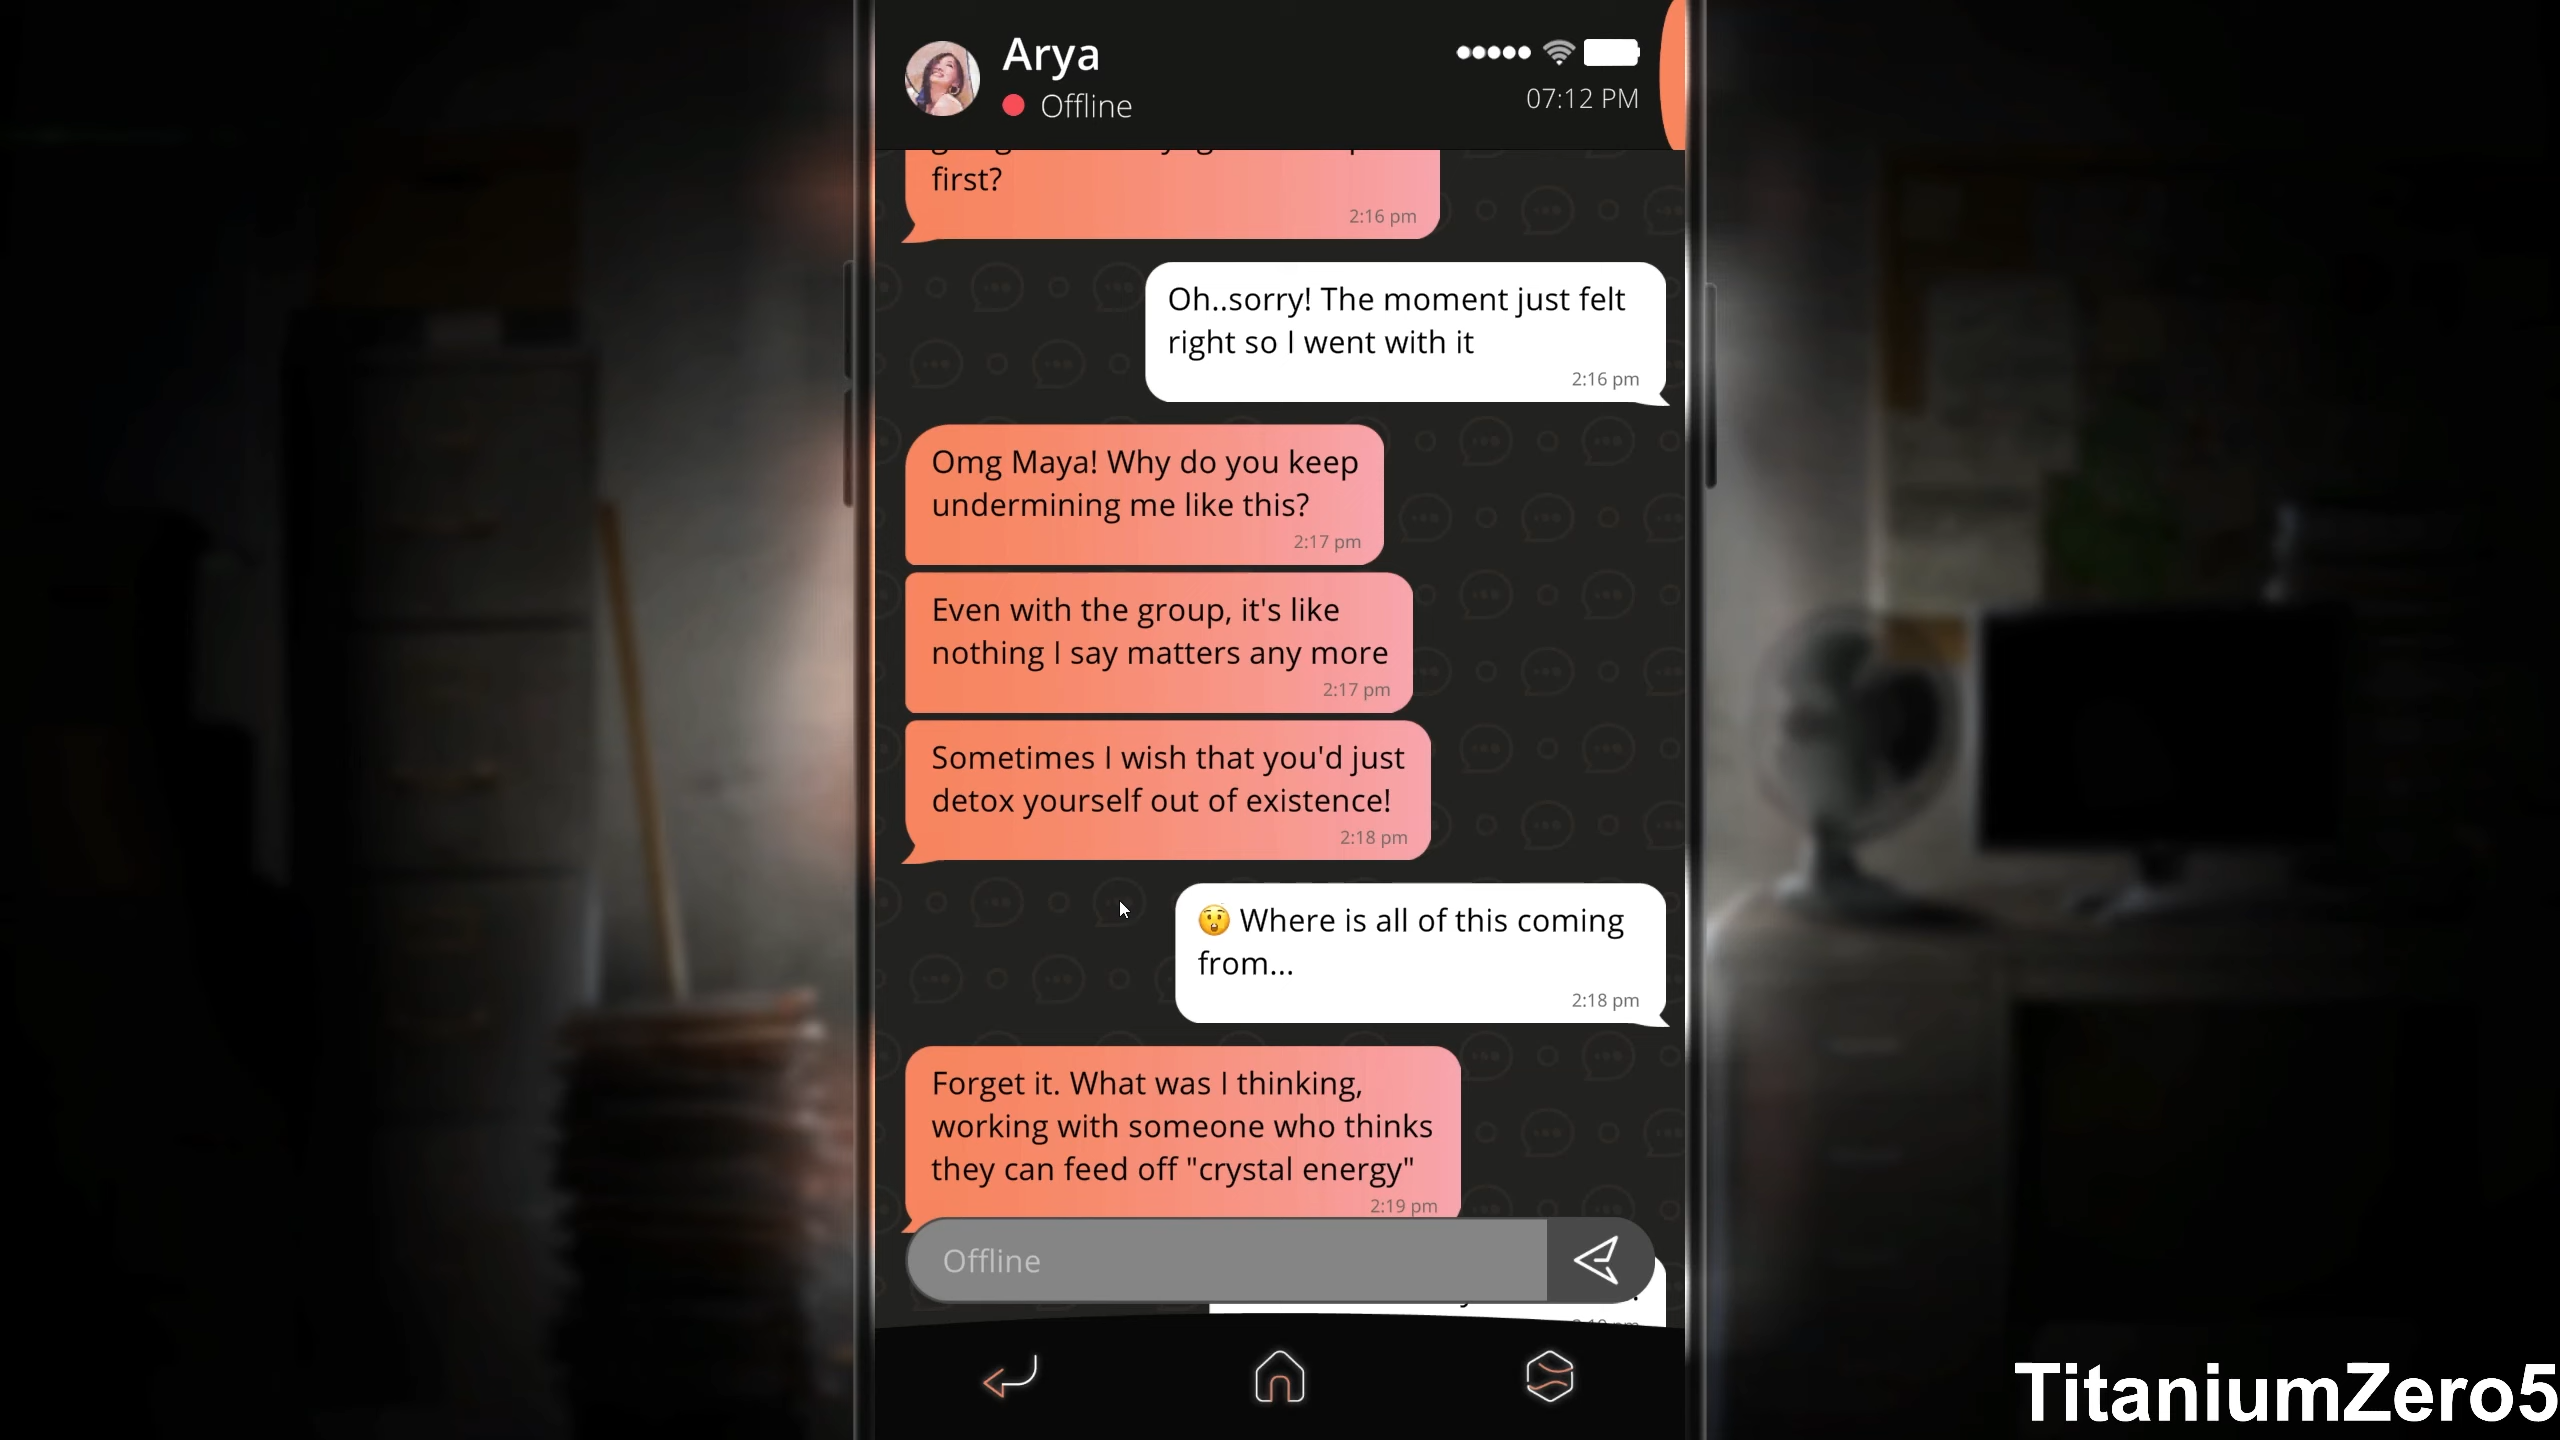 Arya
Offline
07:12 PM
first?
2:16 pm
Oh..sorry! The moment just felt
right so I went with it
2:16 pm
Omg Maya! Why do you keep
undermining me like this?
2:17 pm
Even with the group, it's like
nothing I say matters any more
2:17 pm
Sometimes I wish that you'd just
detox yourself out of existence!
2:18 pm
😲 Where is all of this coming
from...
2:18 pm
Forget it. What was I thinking,
working with someone who thinks
they can feed off "crystal energy"
2:19 pm
Offline
TitaniumZero5